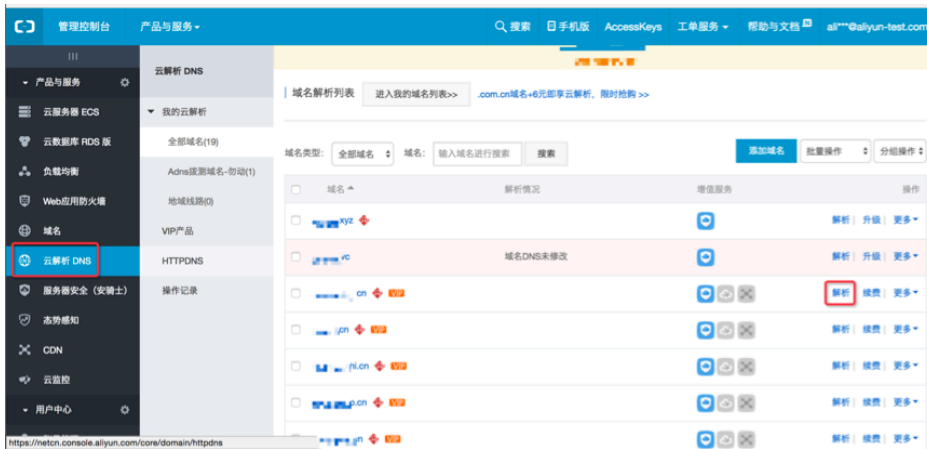 管理控制台 产品与服务 搜索 手机版 AccessKeys 工单服务 帮助与文档 ali***@aliyun-test.com
产品与服务
云服务器 ECS
云数据库 RDS 版
负载均衡
Web应用防火墙
域名
云解析 DNS
服务器安全（安骑士）
态势感知
CDN
云监控
用户中心
云解析 DNS
我的云解析
全部域名(19)
Adns拨测域名-勿动(1)
地域线路(0)
VIP产品
HTTPDNS
操作记录
域名解析列表 进入我的域名列表>> .com.cn域名+6元即享云解析，限时抢购 >>
域名类型: 全部域名 域名: 输入域名进行搜索 搜索 添加域名 批量操作 分组操作
域名 解析情况 增值服务 操作
xyz 解析 升级 更多
域名DNS未修改 解析 升级 更多
cn VIP 解析 续费 更多
cn VIP 解析 续费 更多
hi.cn VIP 解析 续费 更多
o.cn VIP 解析 续费 更多
VIP 解析 续费 更多
https://netcn.console.aliyun.com/core/domain/httpdns